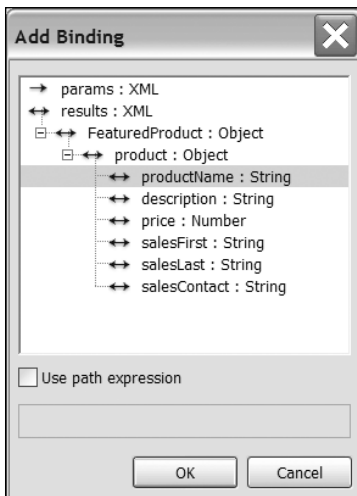 Add Binding
params : XML
results : XML
FeaturedProduct : Object
product : Object
productName : String
description : String
price : Number
salesFirst : String
salesLast : String
salesContact : String
Use path expression
OK
Cancel